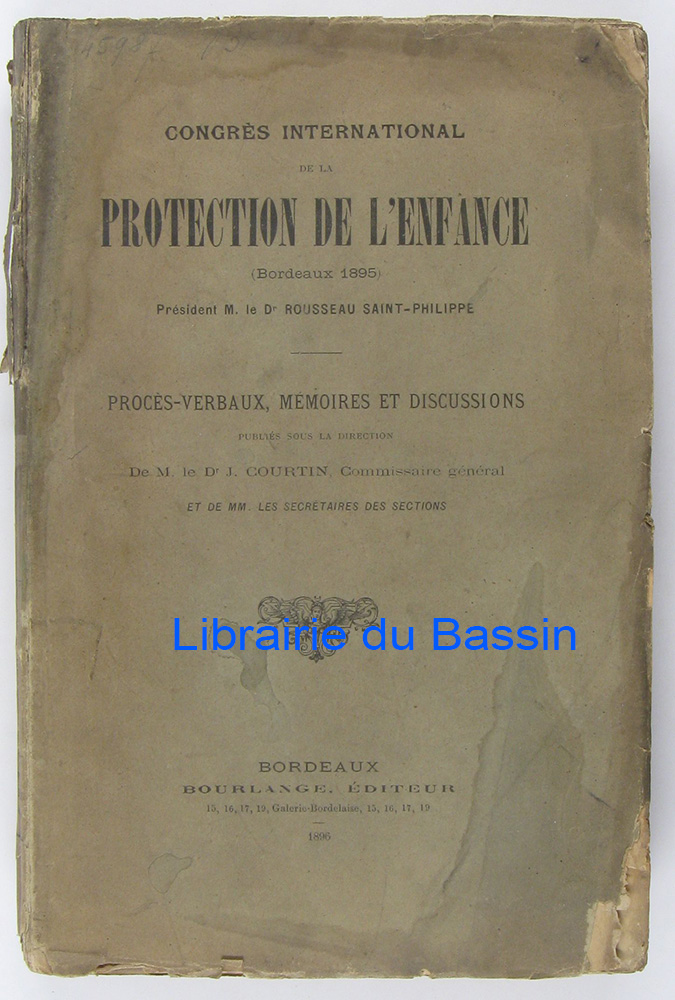 CONGRÈS INTERNATIONAL
DE LA
PROTECTION DE L'ENFANCE
(Bordeaux 1895)
Président M. le Dr ROUSSEAU SAINT-PHILIPPE
PROCÈS-VERBAUX, MÉMOIRES ET DISCUSSIONS
PUBLIÉS SOUS LA DIRECTION
De M. le Dr J. COURTIN, Commissaire général
ET DE MM. LES SECRÉTAIRES DES SECTIONS
Librairie du Bassin
BORDEAUX
BOURLANGE, ÉDITEUR
15, 16, 17, 19, Galerie-Bordelaise, 15, 16, 17, 19
1896